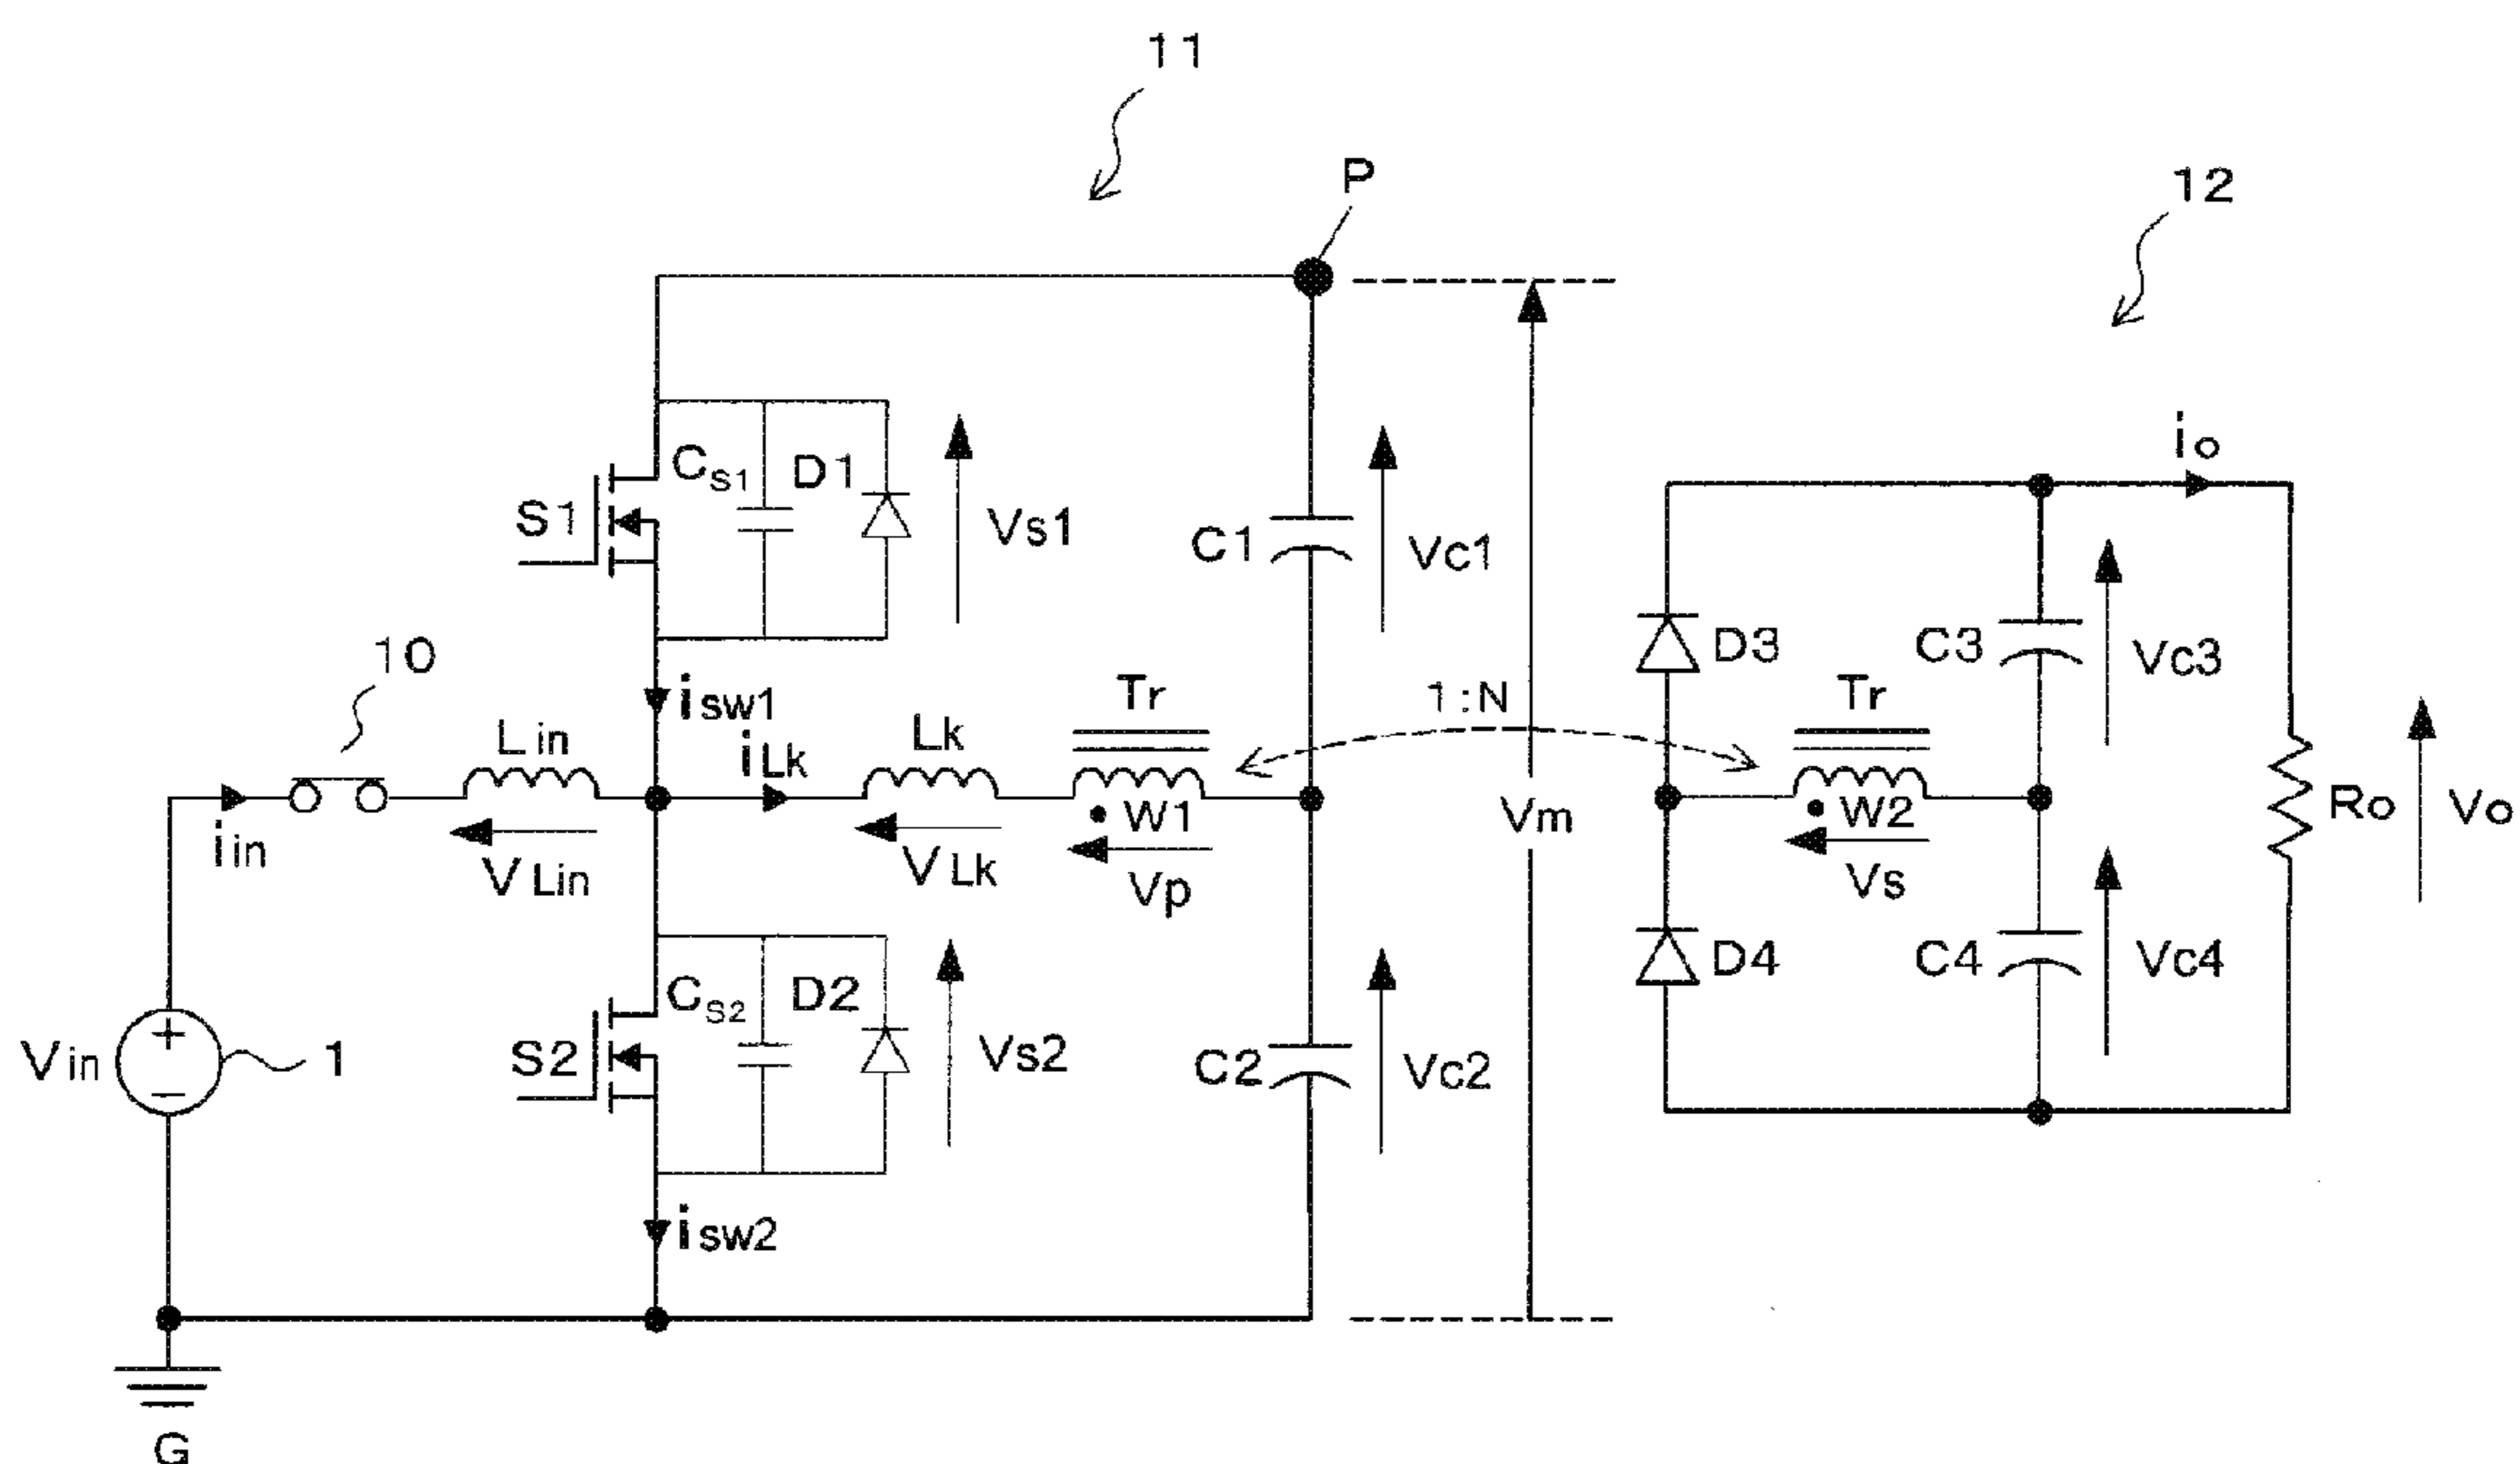 11
P
12
io
S1
CS1
D1
Vs1
C1
Vc1
D3
C3
Vc3
10
isw1
Tr
1:N
Tr
Lin
iLk
Lk
iin
VLin
VLk
W1
Vp
Vm
W2
Vs
Ro
Vo
D4
C4
Vc4
Vin
+
−
1
S2
CS2
D2
Vs2
C2
Vc2
isw2
G